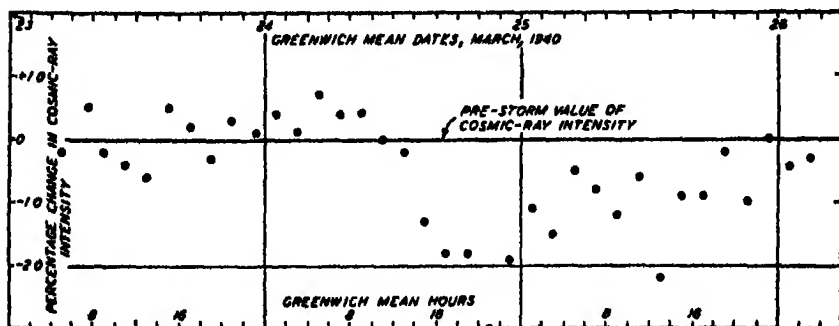 23 24 25 26
GREENWICH MEAN DATES, MARCH, 1940
PERCENTAGE CHANGE IN COSMIC-RAY
INTENSITY
+10
0
-10
-20
PRE-STORM VALUE OF
COSMIC-RAY INTENSITY
GREENWICH MEAN HOURS
8 16 8 16 8 16